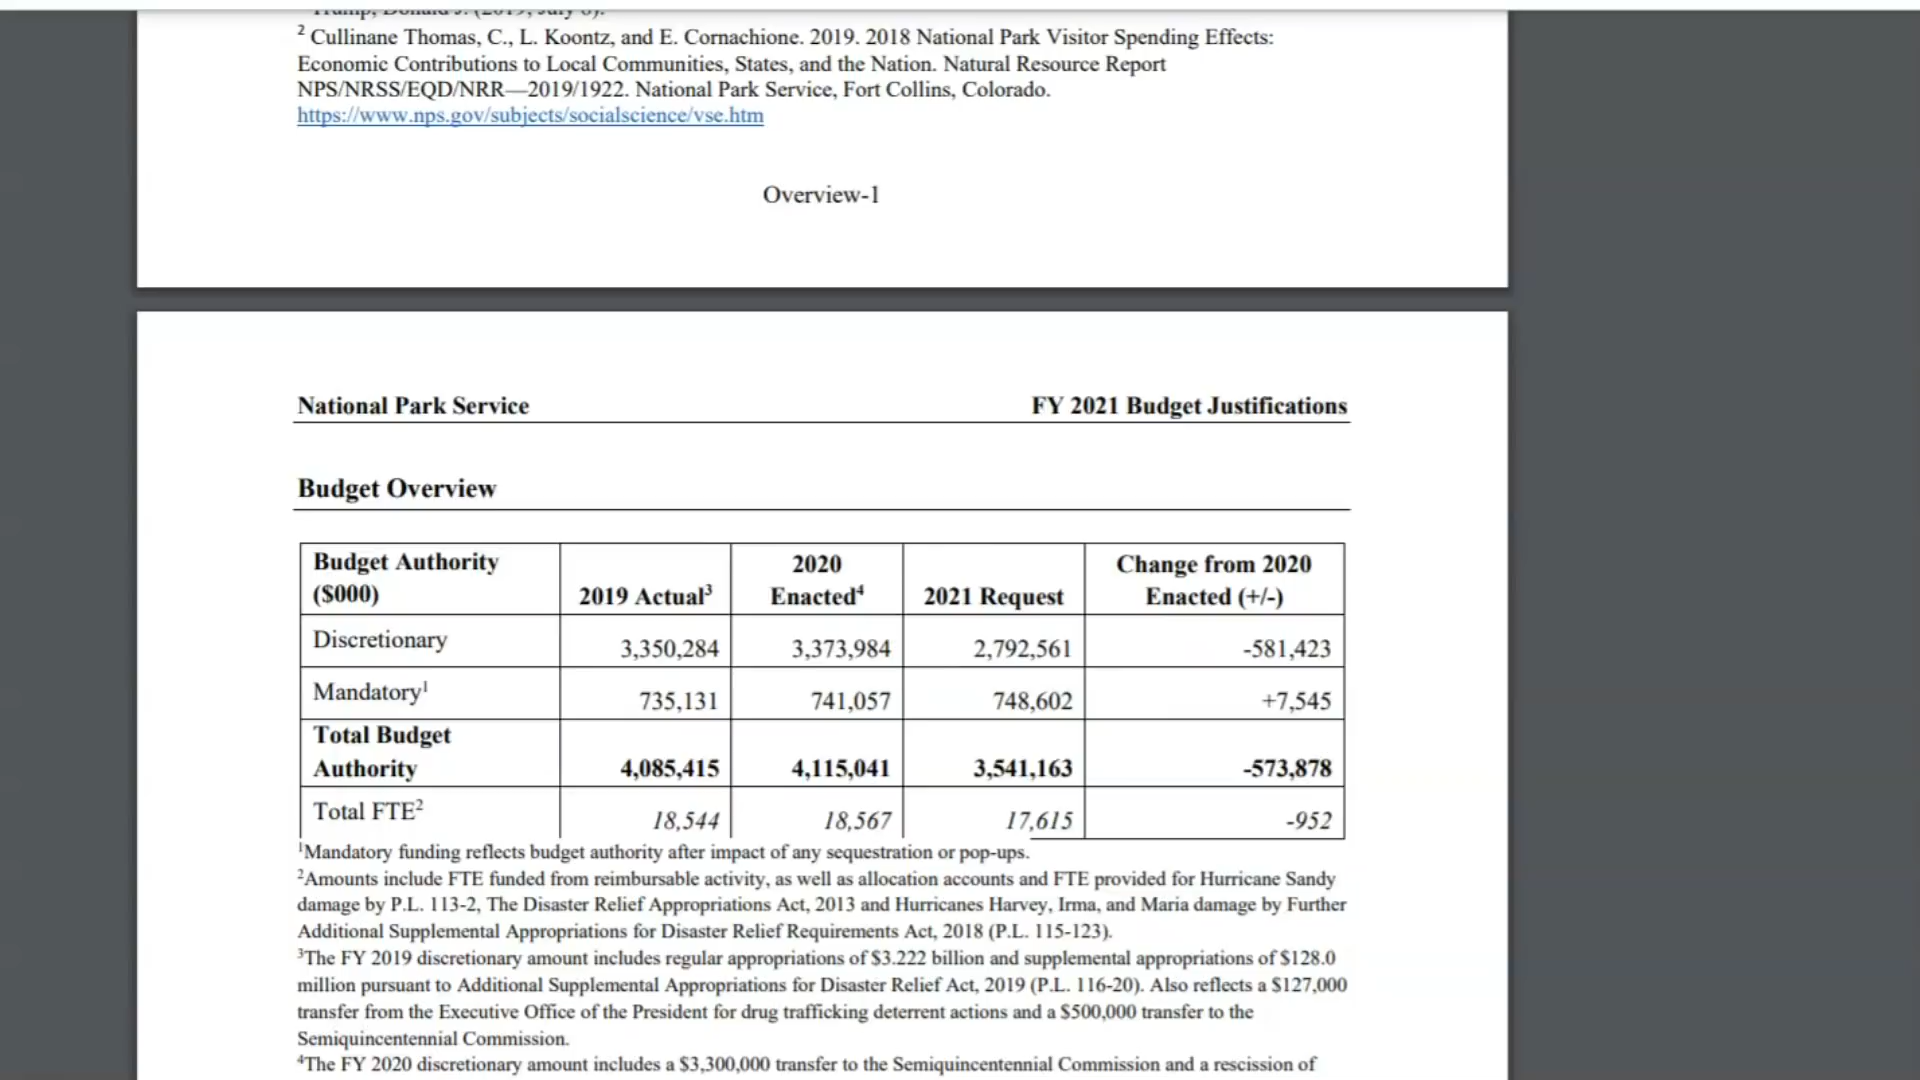 ² Cullinane Thomas, C., L. Koontz, and E. Cornachione. 2019. 2018 National Park Visitor Spending Effects:
Economic Contributions to Local Communities, States, and the Nation. Natural Resource Report
NPS/NRSS/EQD/NRR—2019/1922. National Park Service, Fort Collins, Colorado.
https://www.nps.gov/subjects/socialscience/vse.htm
Overview-1
National Park Service FY 2021 Budget Justifications
Budget Overview
Budget Authority ($000) 2019 Actual³ 2020 Enacted⁴ 2021 Request Change from 2020 Enacted (+/-)
Discretionary 3,350,284 3,373,984 2,792,561 -581,423
Mandatory¹ 735,131 741,057 748,602 +7,545
Total Budget Authority 4,085,415 4,115,041 3,541,163 -573,878
Total FTE² 18,544 18,567 17,615 -952
¹Mandatory funding reflects budget authority after impact of any sequestration or pop-ups.
²Amounts include FTE funded from reimbursable activity, as well as allocation accounts and FTE provided for Hurricane Sandy
damage by P.L. 113-2, The Disaster Relief Appropriations Act, 2013 and Hurricanes Harvey, Irma, and Maria damage by Further
Additional Supplemental Appropriations for Disaster Relief Requirements Act, 2018 (P.L. 115-123).
³The FY 2019 discretionary amount includes regular appropriations of $3.222 billion and supplemental appropriations of $128.0
million pursuant to Additional Supplemental Appropriations for Disaster Relief Act, 2019 (P.L. 116-20). Also reflects a $127,000
transfer from the Executive Office of the President for drug trafficking deterrent actions and a $500,000 transfer to the
Semiquincentennial Commission.
⁴The FY 2020 discretionary amount includes a $3,300,000 transfer to the Semiquincentennial Commission and a rescission of